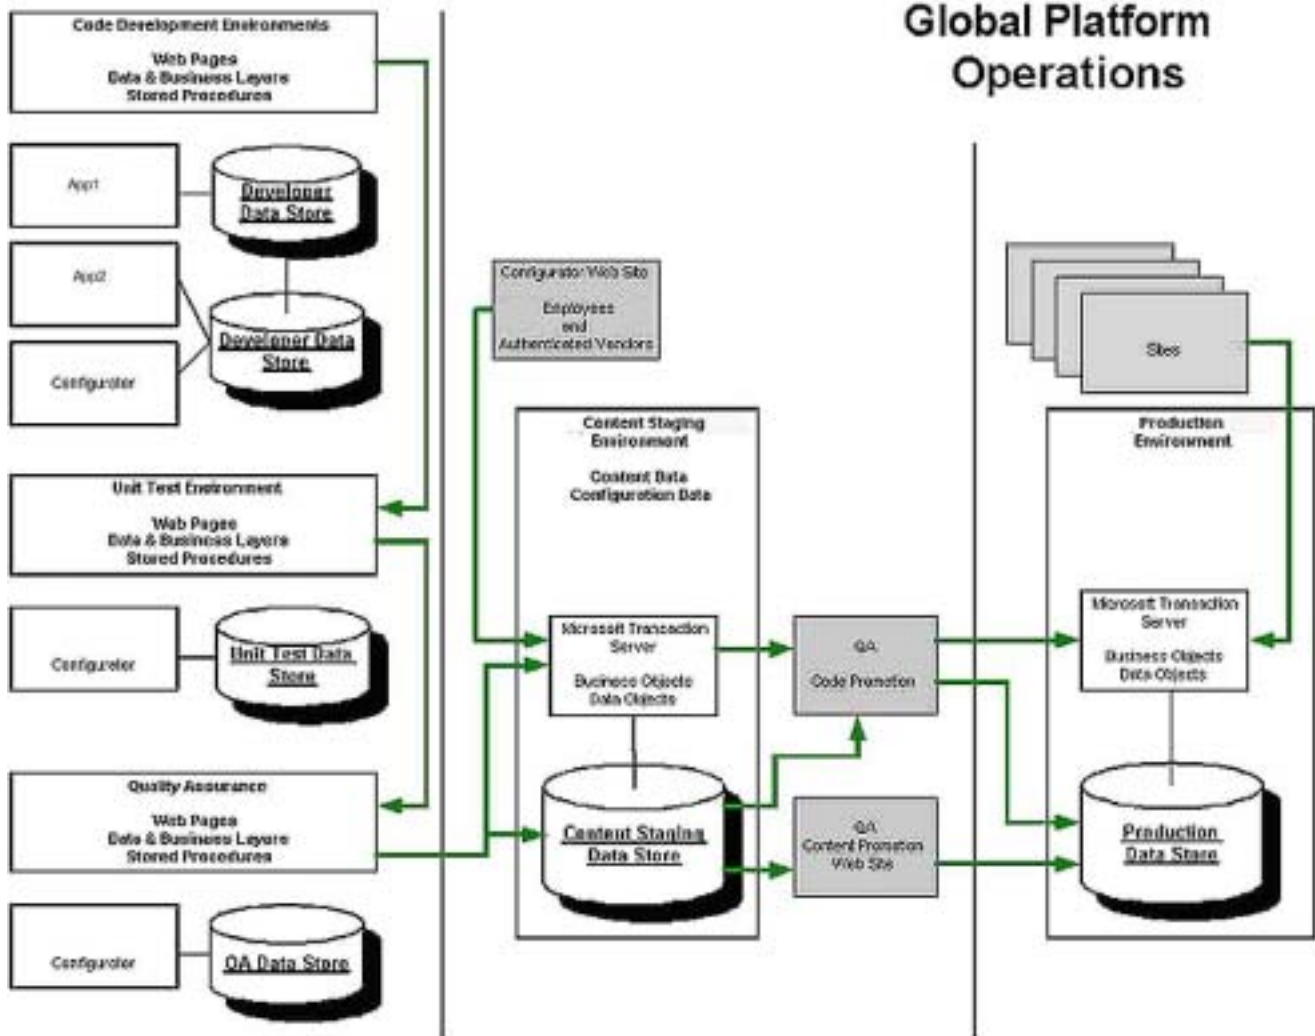 Global Platform
Operations
Code Development Environments
Web Pages
Data & Business Layers
Stored Procedures
App1
Developer
Data Store
App2
Developer Data
Store
Configurator
Unit Test Environment
Web Pages
Data & Business Layers
Stored Procedures
Configurator
Unit Test Data
Store
Quality Assurance
Web Pages
Data & Business Layers
Stored Procedures
Configurator
QA Data Store
Configurator Web Site
Employees
and
Authenticated Vendors
Content Staging
Environment
Content Data
Configuration Data
Microsoft Transaction
Server
Business Objects
Data Objects
Content Staging
Data Store
QA
Code Promotion
QA
Content Promotion
Web Site
Sites
Production
Environment
Microsoft Transaction
Server
Business Objects
Data Objects
Production
Data Store